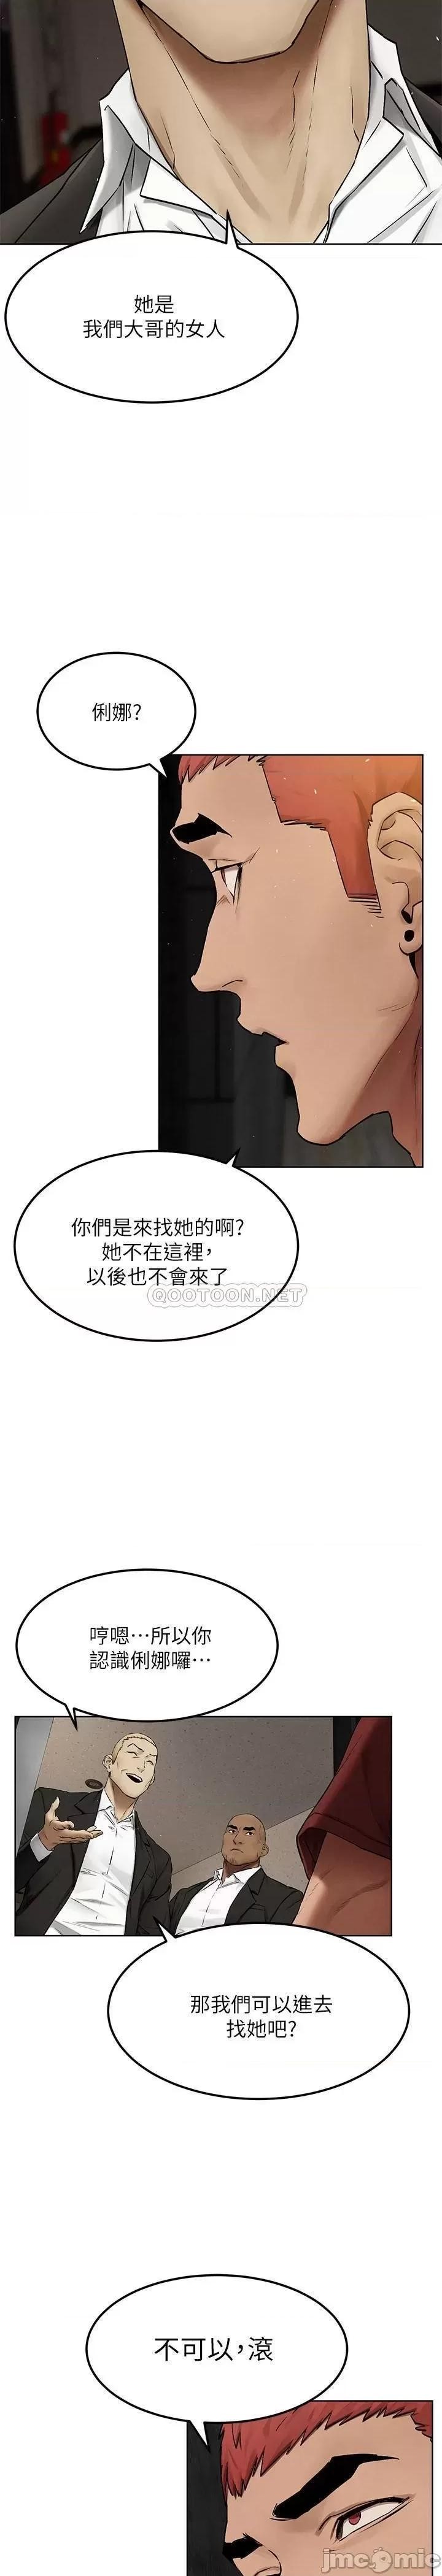 她是
我們大哥的女人
俐娜?
你們是來找她的啊?
她不在這裡,
以後也不會來了
QOOTOON.NET
哼嗯⋯所以你
認識俐娜囉⋯
那我們可以進去
找她吧?
不可以,滾
jmcomic